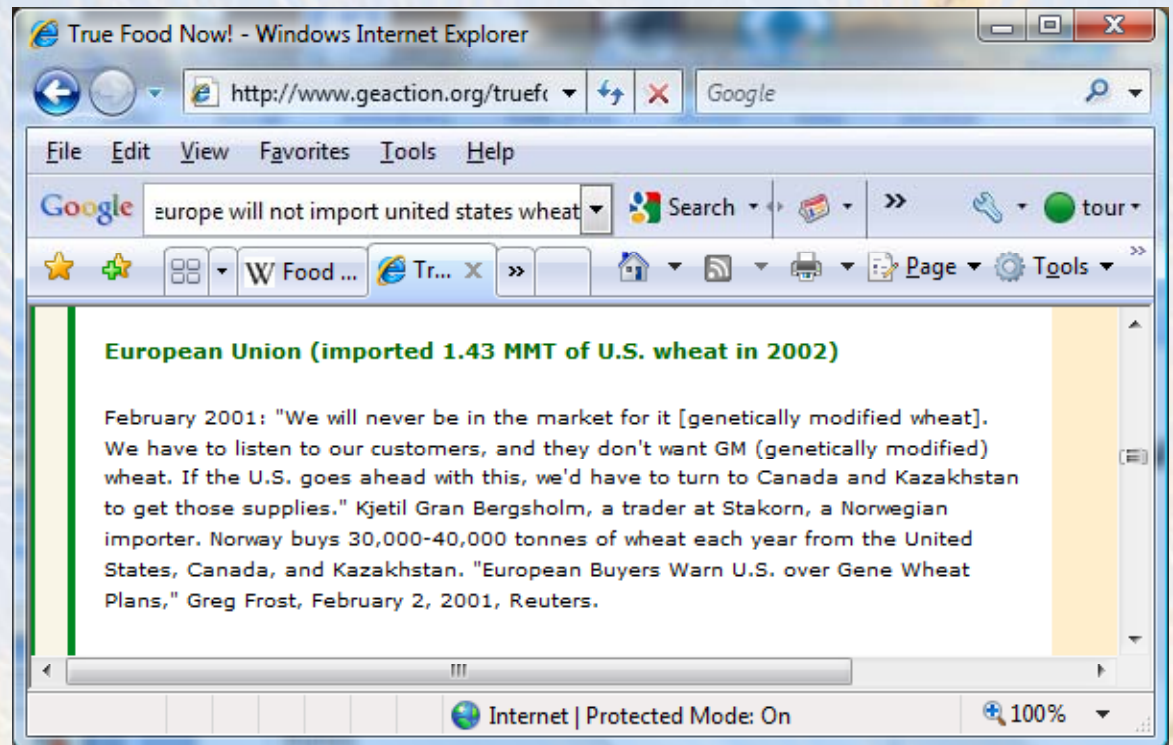 True Food Now! - Windows Internet Explorer
http://www.geaction.org/truefc
Google
File Edit View Favorites Tools Help
Google europe will not import united states wheat Search » tour
W Food ... Tr... X » Page Tools »
European Union (imported 1.43 MMT of U.S. wheat in 2002)
February 2001: "We will never be in the market for it [genetically modified wheat].
We have to listen to our customers, and they don't want GM (genetically modified)
wheat. If the U.S. goes ahead with this, we'd have to turn to Canada and Kazakhstan
to get those supplies." Kjetil Gran Bergsholm, a trader at Stakorn, a Norwegian
importer. Norway buys 30,000-40,000 tonnes of wheat each year from the United
States, Canada, and Kazakhstan. "European Buyers Warn U.S. over Gene Wheat
Plans," Greg Frost, February 2, 2001, Reuters.
Internet | Protected Mode: On 100%